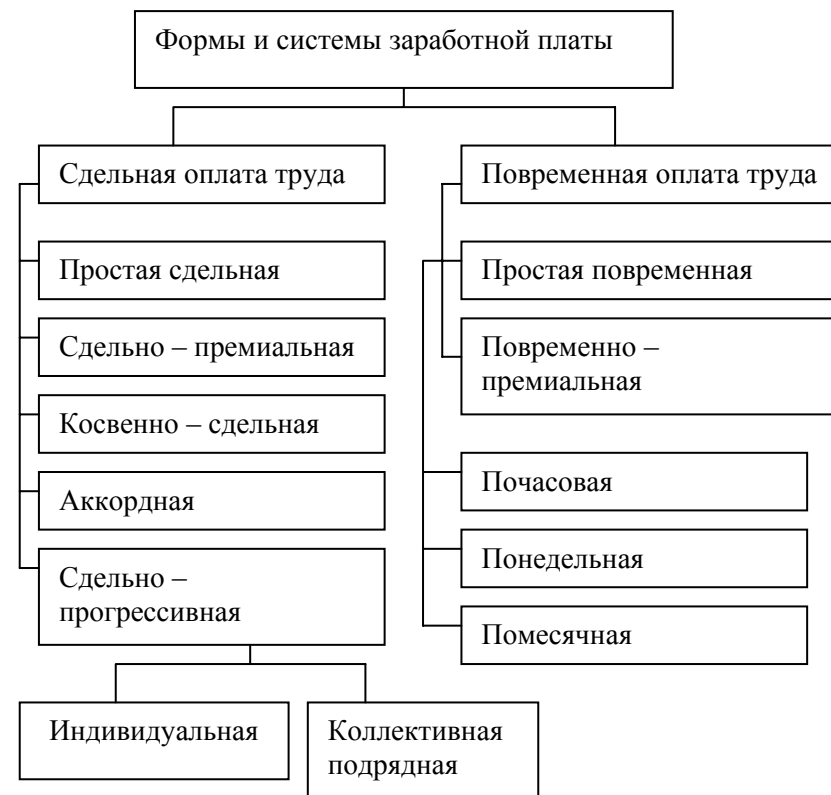 Формы и системы заработной платы
Сдельная оплата труда
Повременная оплата труда
Простая сдельная
Простая повременная
Сдельно – премиальная
Повременно –
премиальная
Косвенно – сдельная
Почасовая
Аккордная
Понедельная
Сдельно –
прогрессивная
Помесячная
Индивидуальная
Коллективная
подрядная